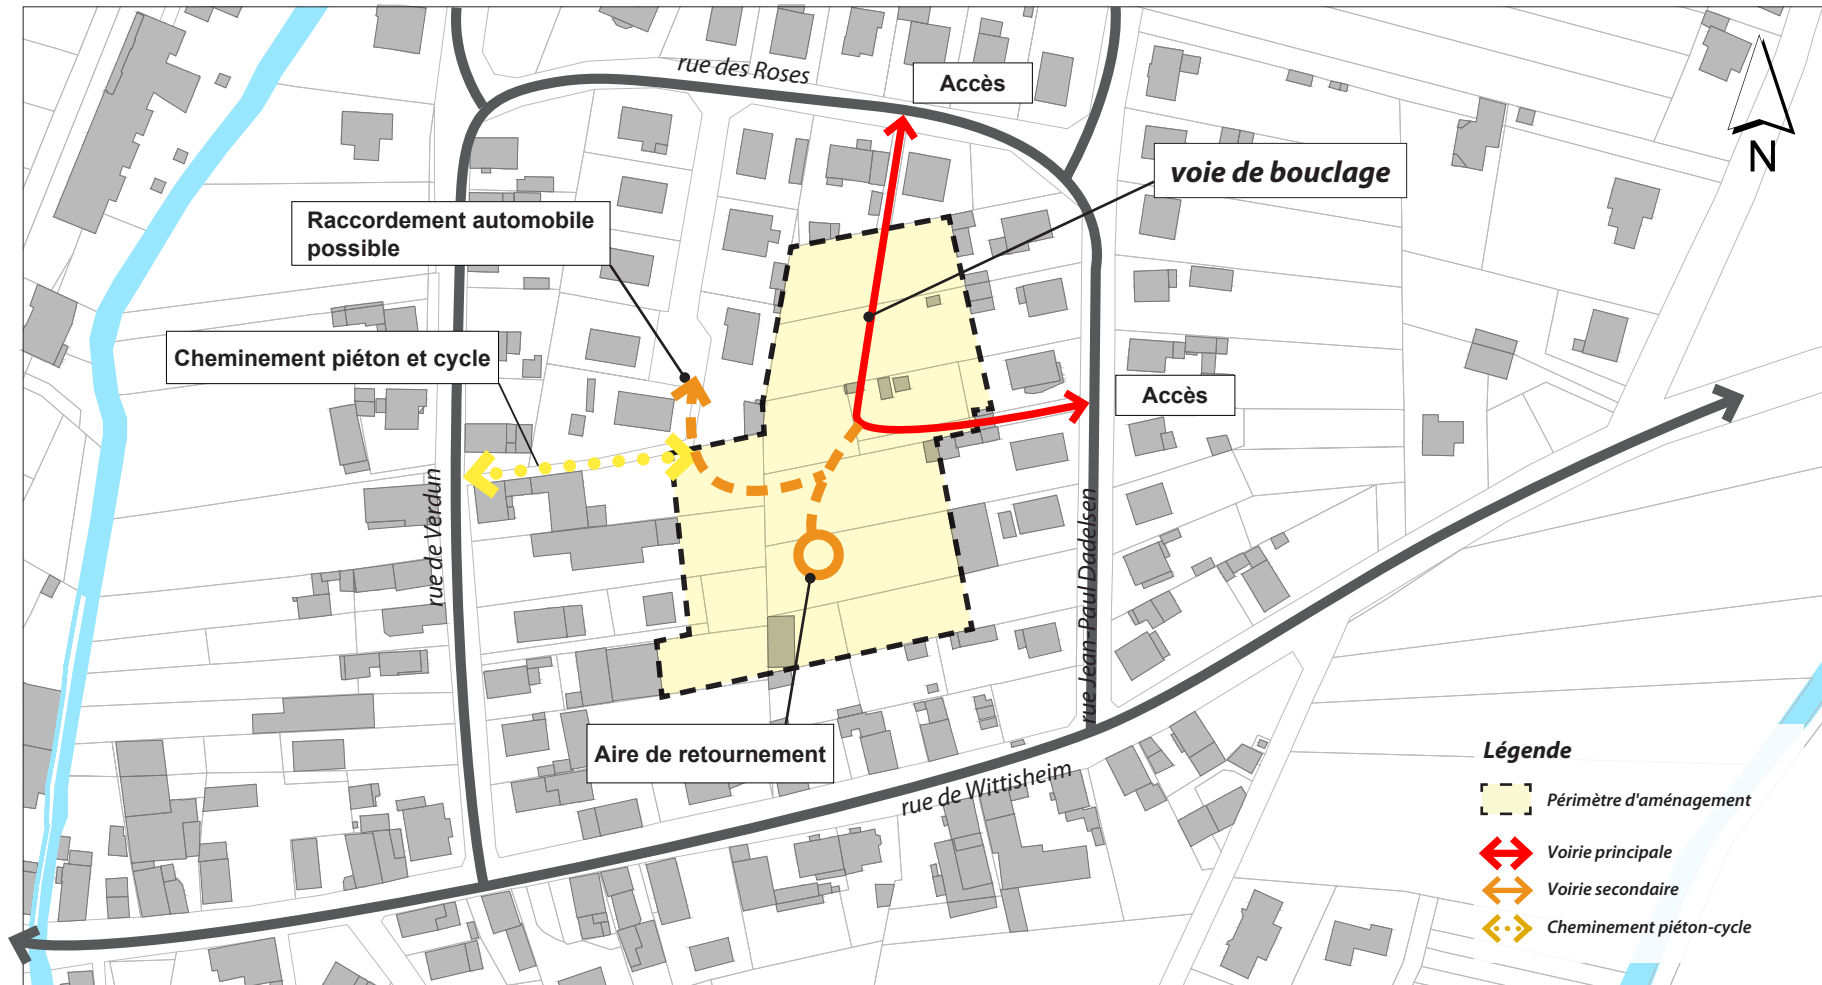 rue des Roses
Accès
N
voie de bouclage
Raccordement automobile
possible
Cheminement piéton et cycle
Accès
rue de Verdun
rue Jean-Paul Dadelsen
Aire de retournement
rue de Wittisheim
Légende
Périmètre d'aménagement
Voirie principale
Voirie secondaire
Cheminement piéton-cycle